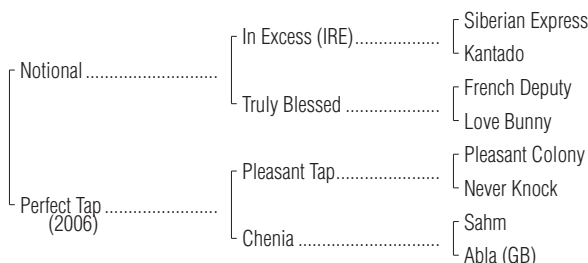 Siberian Express
In Excess (IRE)
Kantado
Notional
French Deputy
Truly Blessed
Love Bunny
Pleasant Colony
Pleasant Tap
Never Knock
Perfect Tap
(2006)
Sahm
Chenia
Abla (GB)